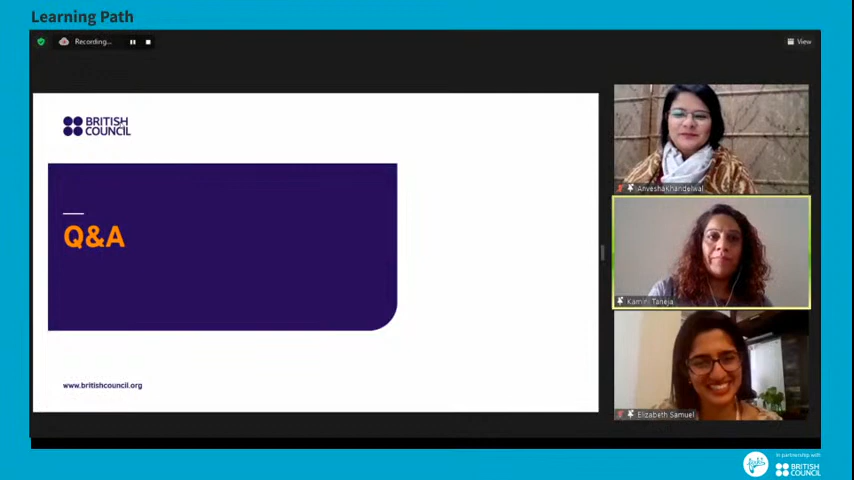 Learning Path
Recording...
View
BRITISH
COUNCIL
Q&A
www.britishcouncil.org
AnveshaKhandelwal
Kamini Taneja
Elizabeth Samuel
In partnership with
BRITISH
COUNCIL